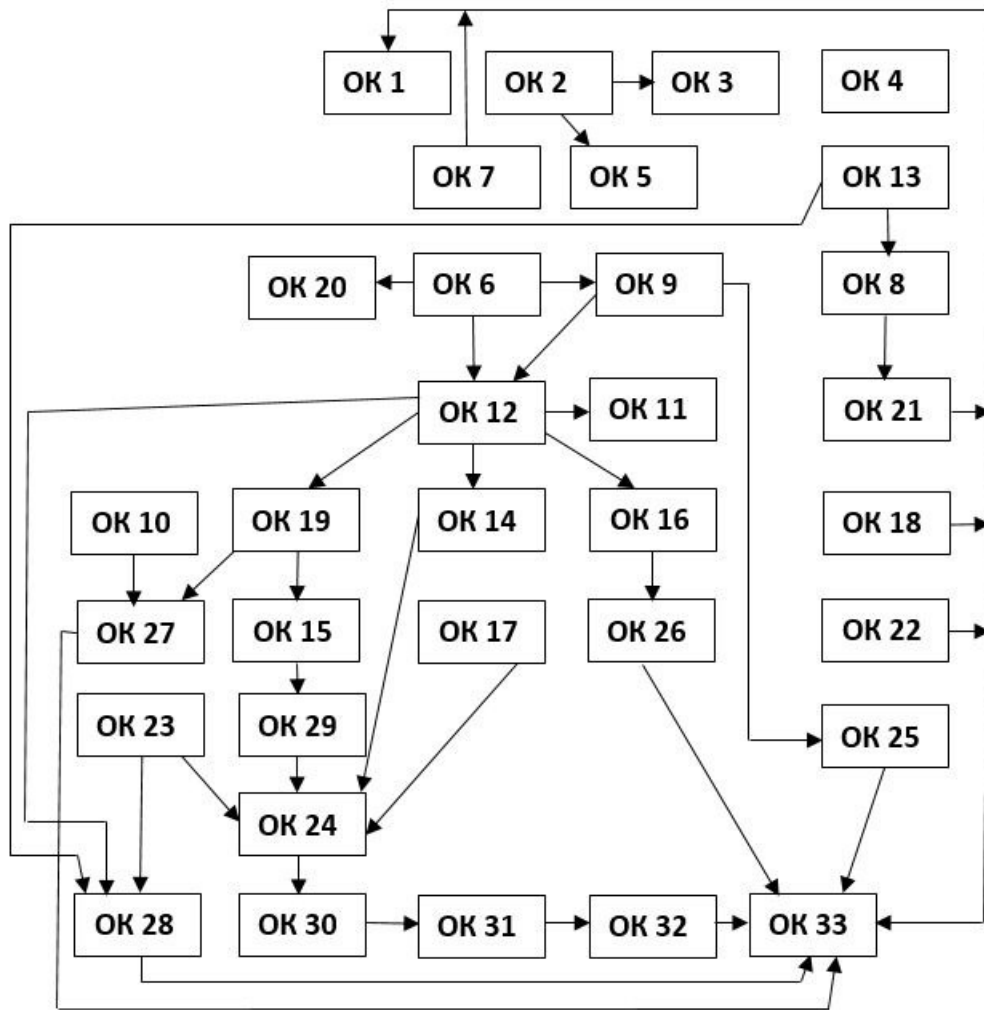 ОК 1
ОК 2
ОК 3
ОК 4
ОК 7
ОК 5
ОК 13
ОК 20
ОК 6
ОК 9
ОК 8
ОК 12
ОК 11
ОК 21
ОК 10
ОК 19
ОК 14
ОК 16
ОК 18
ОК 27
ОК 15
ОК 17
ОК 26
ОК 22
ОК 23
ОК 29
ОК 25
ОК 24
ОК 28
ОК 30
ОК 31
ОК 32
ОК 33